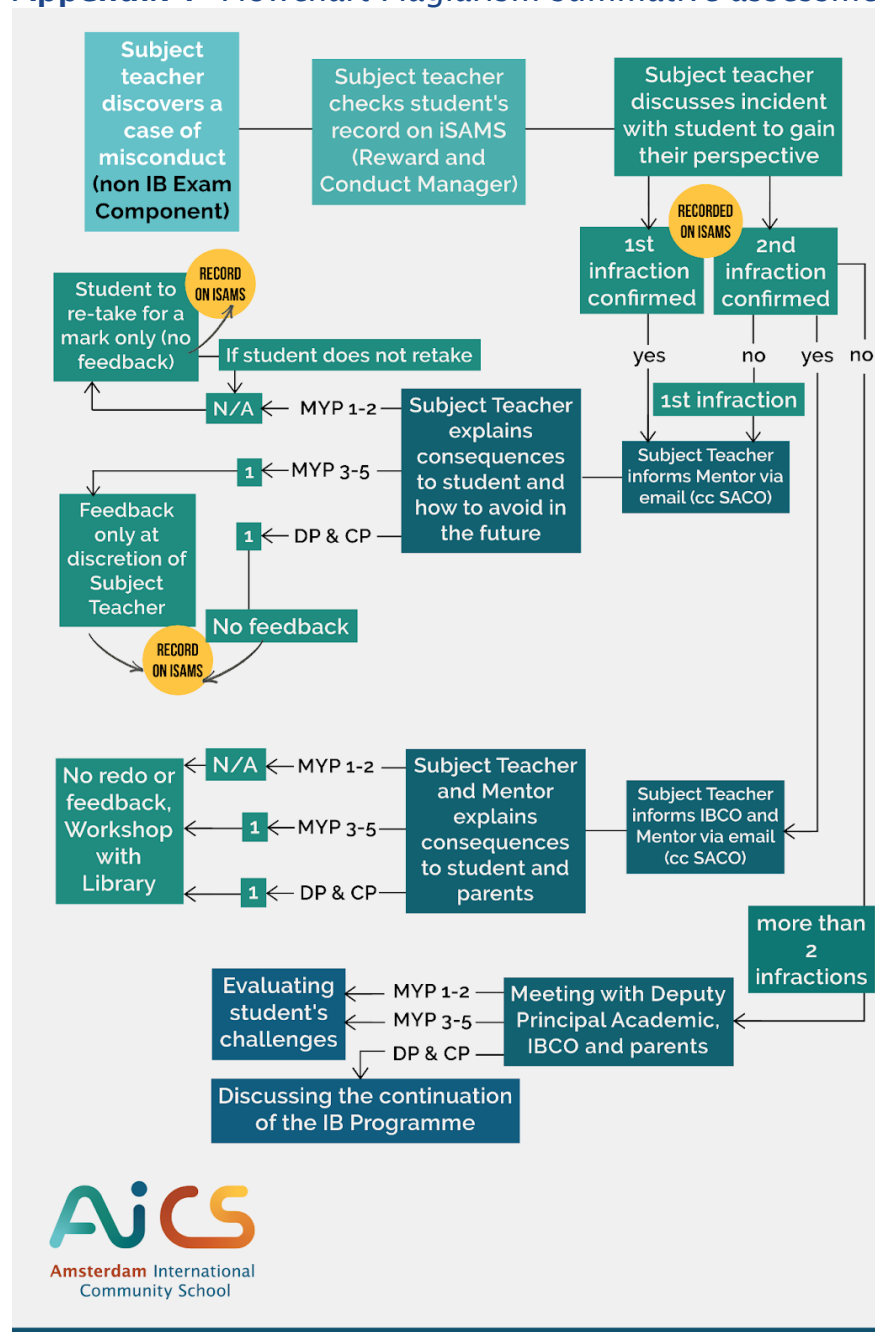 Appendix 1 Flowchart Plagiarism Summative assessme
Subject
teacher
discovers a
case of
misconduct
(non IB Exam
Component)
Subject teacher
checks student's
record on iSAMS
(Reward and
Conduct Manager)
Subject teacher
discusses incident
with student to gain
their perspective
RECORDED
ON ISAMS
1st
infraction
confirmed
2nd
infraction
confirmed
yes
no
yes
no
1st infraction
Subject Teacher
informs Mentor via
email (cc SACO)
Subject Teacher
explains
consequences
to student and
how to avoid in
the future
MYP 1-2
MYP 3-5
DP & CP
N/A
1
1
RECORD
ON ISAMS
Student to
re-take for a
mark only (no
feedback)
If student does not retake
Feedback
only at
discretion of
Subject
Teacher
No feedback
RECORD
ON ISAMS
Subject Teacher
informs IBCO and
Mentor via email
(cc SACO)
Subject Teacher
and Mentor
explains
consequences
to student and
parents
MYP 1-2
MYP 3-5
DP & CP
N/A
1
1
No redo or
feedback,
Workshop
with
Library
more than
2
infractions
Meeting with Deputy
Principal Academic,
IBCO and parents
MYP 1-2
MYP 3-5
DP & CP
Evaluating
student's
challenges
Discussing the continuation
of the IB Programme
AiCS
Amsterdam International
Community School